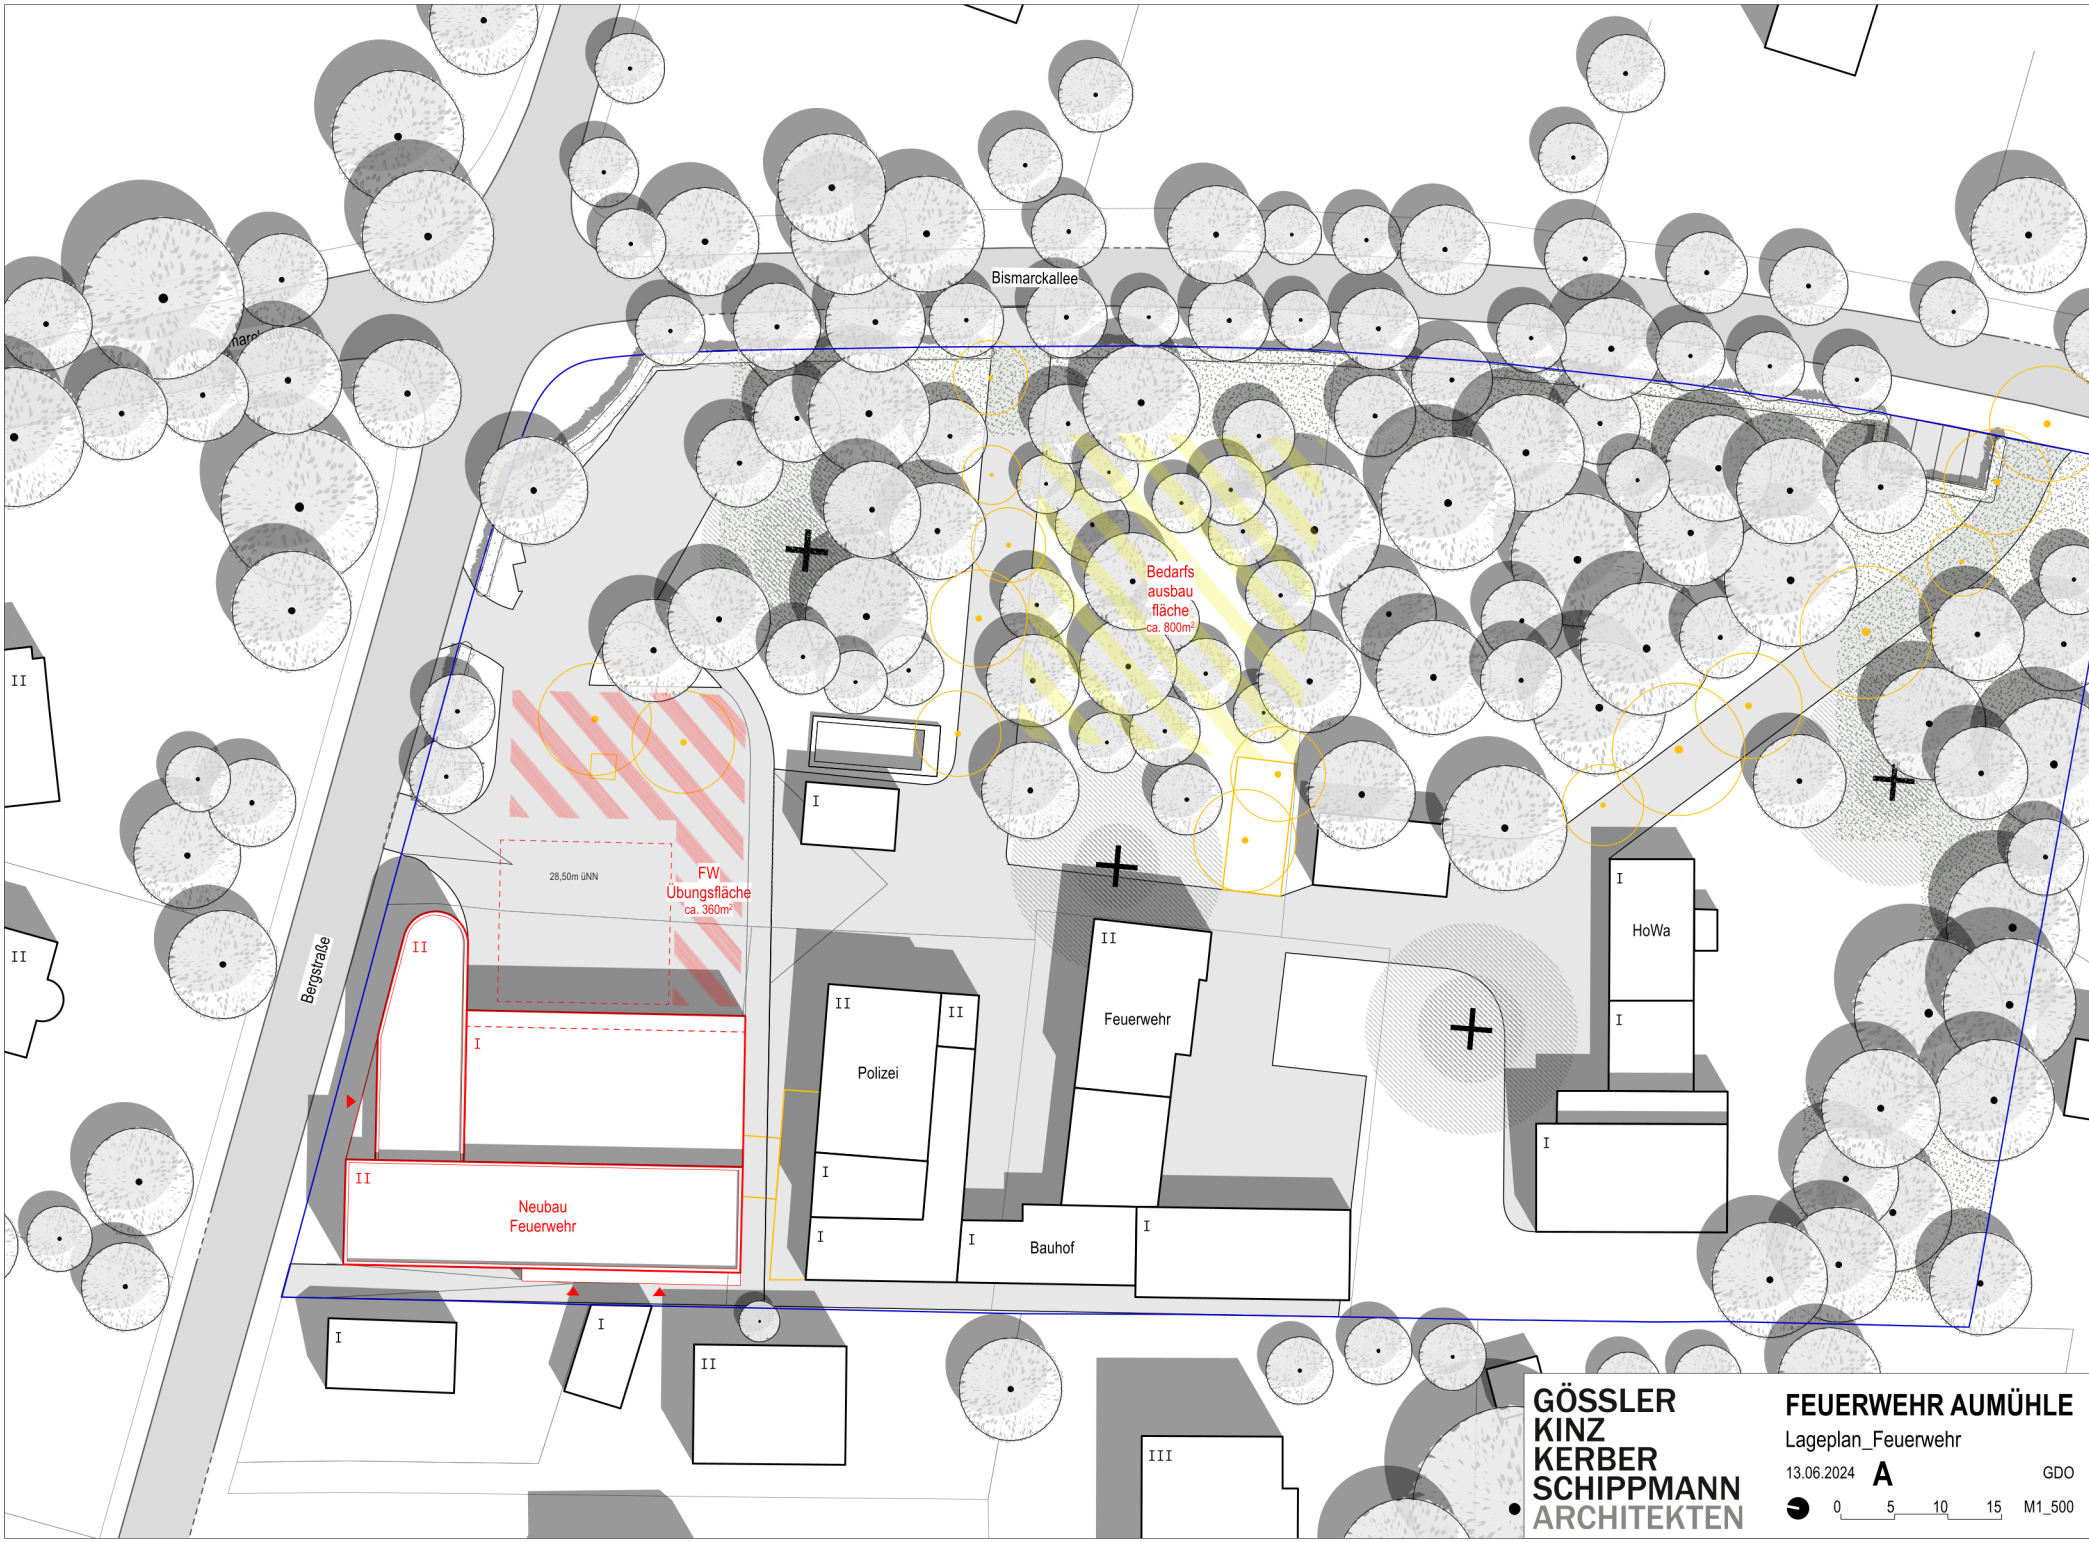 Bismarckallee
marc
II
Bedarfs
ausbau
fläche
ca. 800m²
I
28,50m üNN
FW
Übungsfläche
ca. 360m²
I
HoWa
II
II
II
Feuerwehr
II
II
Bergstraße
I
Polizei
I
I
I
II
I
Neubau
Feuerwehr
I
I
Bauhof
I
I
I
II
III
GÖSSLER
KINZ
KERBER
SCHIPPMANN
ARCHITEKTEN
FEUERWEHR AUMÜHLE
Lageplan_Feuerwehr
13.06.2024 A GDO
0 5 10 15 M1_500